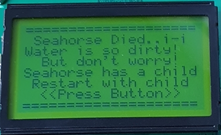 ====================
Seahorse Died..i-i
Water is so dirty!
But don't worry!
Seahorse has a child
Restart with child
<<Press Button>>
====================